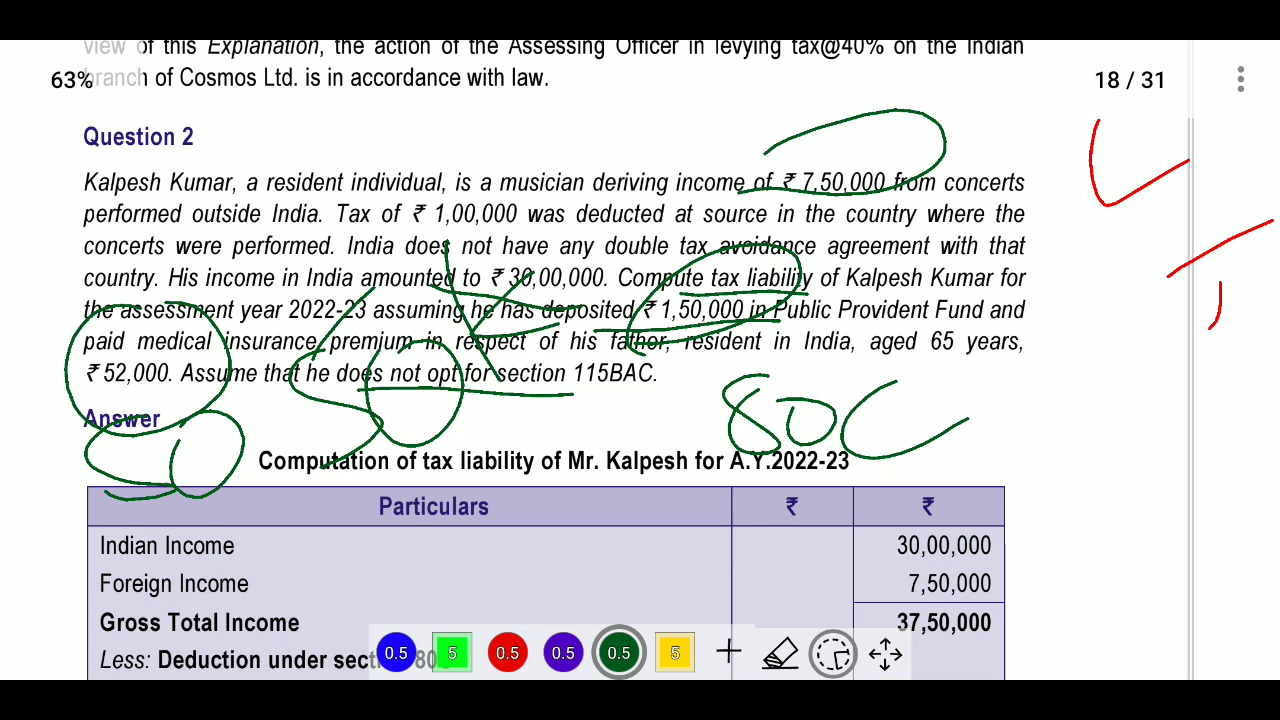 view of this Explanation, the action of the Assessing Officer in levying tax@40% on the Indian
branch of Cosmos Ltd. is in accordance with law.
63%
18 / 31
Question 2
Kalpesh Kumar, a resident individual, is a musician deriving income of ₹ 7,50,000 from concerts
performed outside India. Tax of ₹ 1,00,000 was deducted at source in the country where the
concerts were performed. India does not have any double tax avoidance agreement with that
country. His income in India amounted to ₹ 30,00,000. Compute tax liability of Kalpesh Kumar for
the assessment year 2022-23 assuming he has deposited ₹ 1,50,000 in Public Provident Fund and
paid medical insurance premium in respect of his father, resident in India, aged 65 years,
₹ 52,000. Assume that he does not opt for section 115BAC.
80C
Answer
50
Computation of tax liability of Mr. Kalpesh for A.Y.2022-23
Particulars ₹ ₹
Indian Income 30,00,000
Foreign Income 7,50,000
Gross Total Income 37,50,000
Less: Deduction under
0.5 5 0.5 0.5 0.5 5